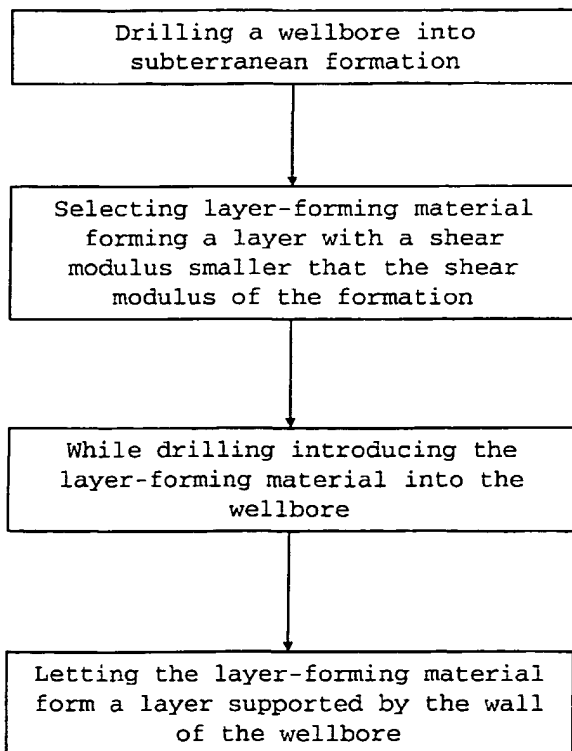 Drilling a wellbore into
subterranean formation
Selecting layer-forming material
forming a layer with a shear
modulus smaller that the shear
modulus of the formation
While drilling introducing the
layer-forming material into the
wellbore
Letting the layer-forming material
form a layer supported by the wall
of the wellbore